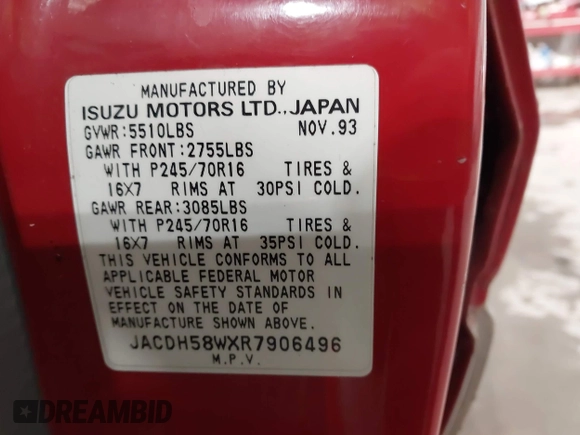 MANUFACTURED BY
ISUZU MOTORS LTD., JAPAN
GVWR:5510LBS NOV.93
GAWR FRONT:2755LBS
WITH P245/70R16 TIRES &
16X7 RIMS AT 30PSI COLD.
GAWR REAR:3085LBS
WITH P245/70R16 TIRES &
16X7 RIMS AT 35PSI COLD.
THIS VEHICLE CONFORMS TO ALL
APPLICABLE FEDERAL MOTOR
VEHICLE SAFETY STANDARDS IN
EFFECT ON THE DATE OF
MANUFACTURE SHOWN ABOVE.
JACDH58WXR7906496
M.P.V.
DREAMBID